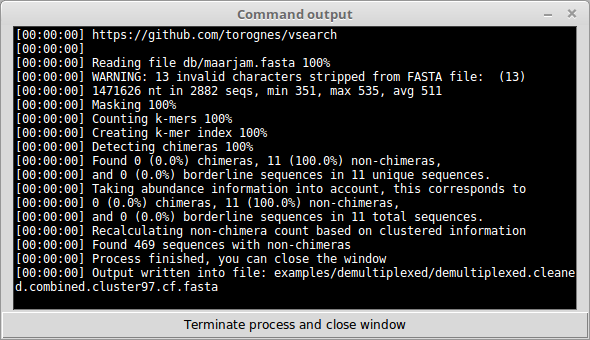 Command output
[00:00:00] https://github.com/torognes/vsearch
[00:00:00]
[00:00:00] Reading file db/maarjam.fasta 100%
[00:00:00] WARNING: 13 invalid characters stripped from FASTA file:  (13)
[00:00:00] 1471626 nt in 2882 seqs, min 351, max 535, avg 511
[00:00:00] Masking 100%
[00:00:00] Counting k-mers 100%
[00:00:00] Creating k-mer index 100%
[00:00:00] Detecting chimeras 100%
[00:00:00] Found 0 (0.0%) chimeras, 11 (100.0%) non-chimeras,
[00:00:00] and 0 (0.0%) borderline sequences in 11 unique sequences.
[00:00:00] Taking abundance information into account, this corresponds to
[00:00:00] 0 (0.0%) chimeras, 11 (100.0%) non-chimeras,
[00:00:00] and 0 (0.0%) borderline sequences in 11 total sequences.
[00:00:00] Recalculating non-chimera count based on clustered information
[00:00:00] Found 469 sequences with non-chimeras
[00:00:00] Process finished, you can close the window
[00:00:00] Output written into file: examples/demultiplexed/demultiplexed.cleane
d.combined.cluster97.cf.fasta
Terminate process and close window